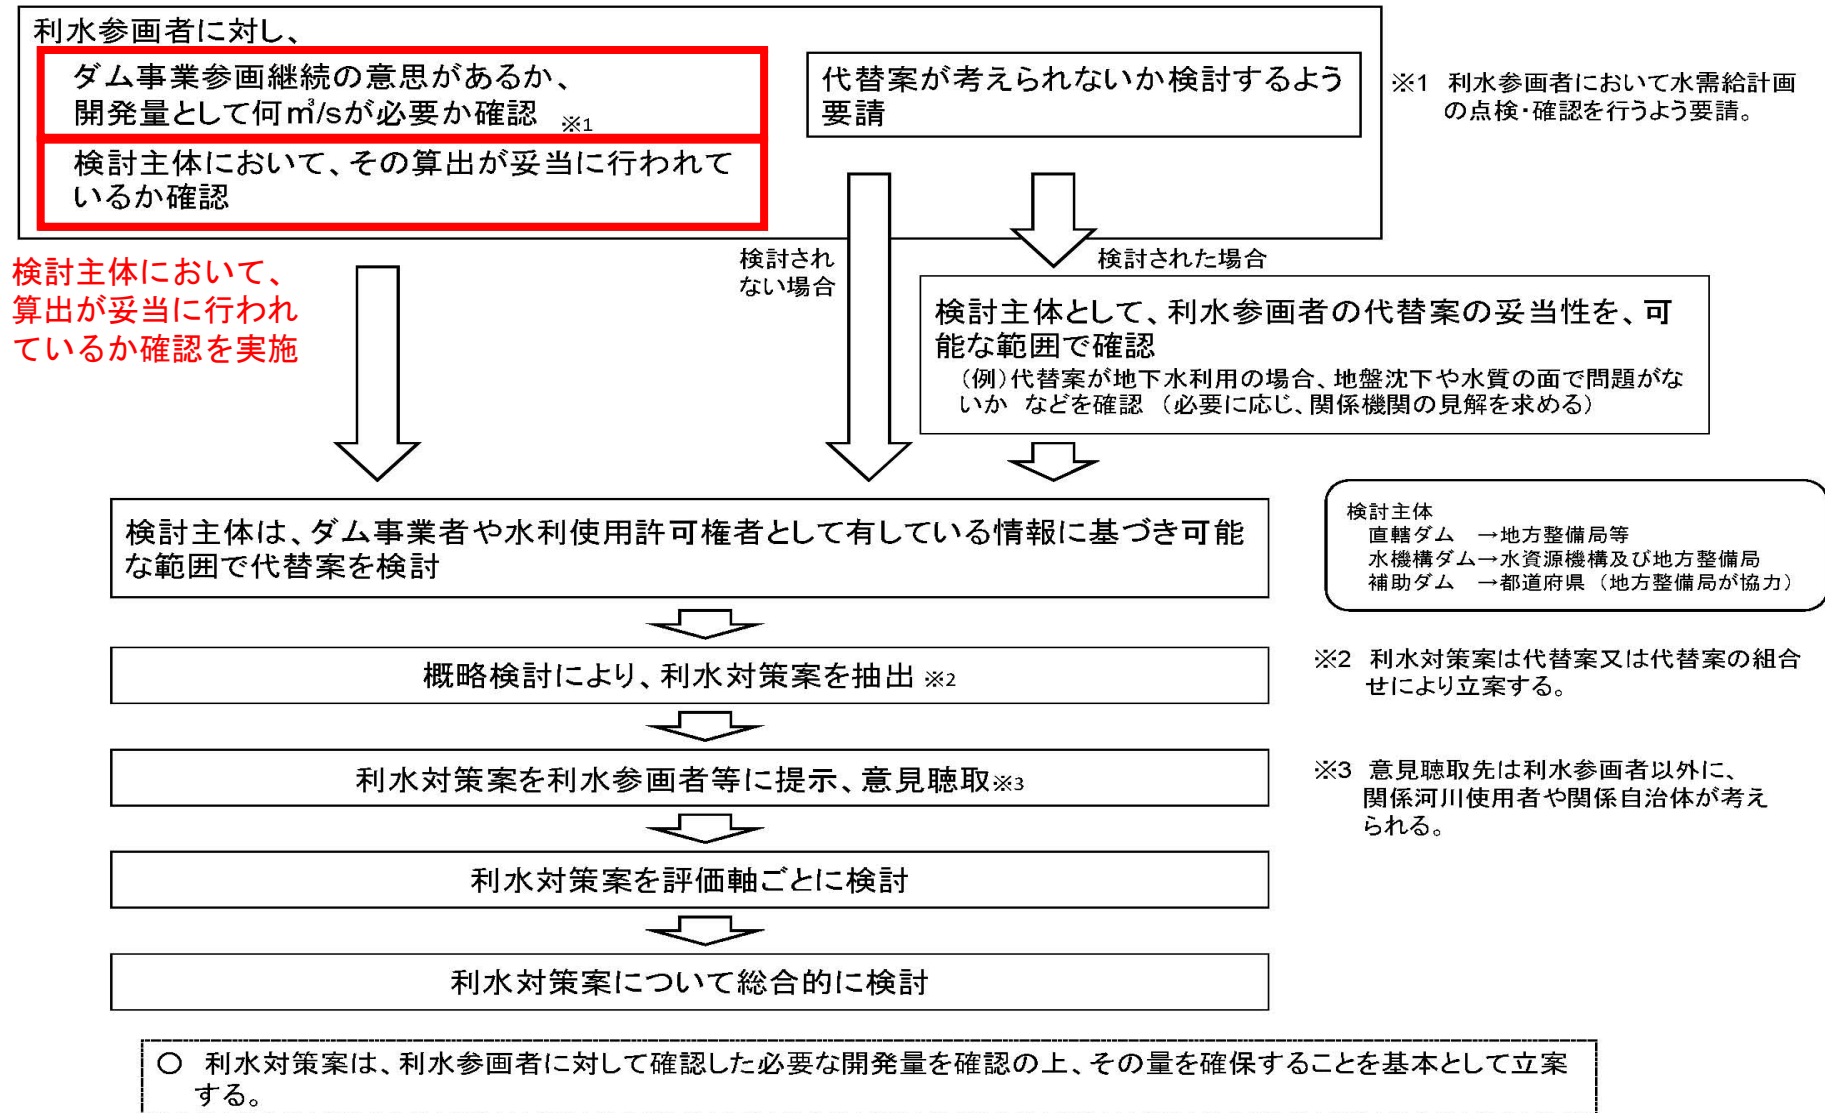 利水参画者に対し、
ダム事業参画継続の意思があるか、
開発量として何㎥/sが必要か確認 ※1
検討主体において、その算出が妥当に行われて
いるか確認
代替案が考えられないか検討するよう
要請
※1 利水参画者において水需給計画
の点検・確認を行うよう要請。
検討主体において、
算出が妥当に行われ
ているか確認を実施
検討され
ない場合
検討された場合
検討主体として、利水参画者の代替案の妥当性を、可
能な範囲で確認
（例）代替案が地下水利用の場合、地盤沈下や水質の面で問題がな
いか などを確認 （必要に応じ、関係機関の見解を求める）
検討主体は、ダム事業者や水利使用許可権者として有している情報に基づき可能
な範囲で代替案を検討
検討主体
直轄ダム →地方整備局等
水機構ダム→水資源機構及び地方整備局
補助ダム →都道府県（地方整備局が協力）
概略検討により、利水対策案を抽出 ※2
※2 利水対策案は代替案又は代替案の組合
せにより立案する。
利水対策案を利水参画者等に提示、意見聴取※3
※3 意見聴取先は利水参画者以外に、
関係河川使用者や関係自治体が考え
られる。
利水対策案を評価軸ごとに検討
利水対策案について総合的に検討
○ 利水対策案は、利水参画者に対して確認した必要な開発量を確認の上、その量を確保することを基本として立案
する。